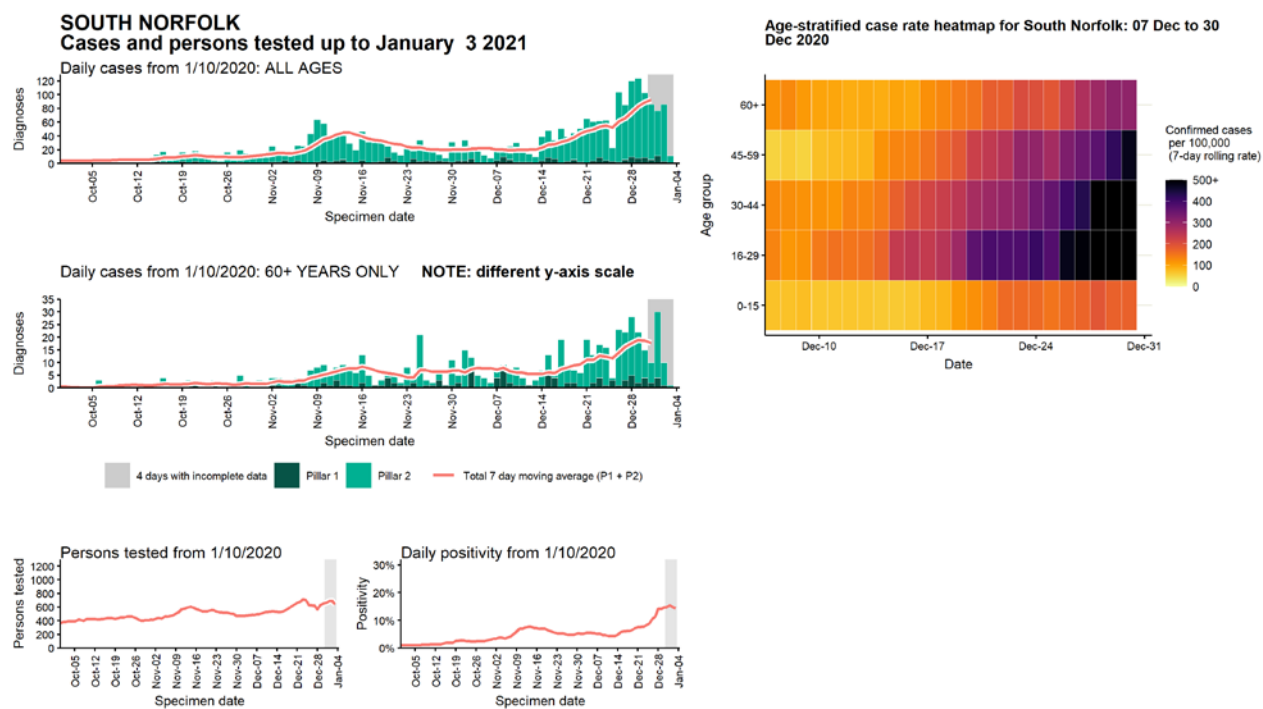 SOUTH NORFOLK
Cases and persons tested up to January 3 2021
Daily cases from 1/10/2020: ALL AGES
Diagnoses
120
100
80
60
40
20
0
Oct-05
Oct-12
Oct-19
Oct-26
Nov-02
Nov-09
Nov-16
Nov-23
Nov-30
Dec-07
Dec-14
Dec-21
Dec-28
Jan-04
Specimen date
Daily cases from 1/10/2020: 60+ YEARS ONLY NOTE: different y-axis scale
Diagnoses
35
30
25
20
15
10
5
0
Oct-05
Oct-12
Oct-19
Oct-26
Nov-02
Nov-09
Nov-16
Nov-23
Nov-30
Dec-07
Dec-14
Dec-21
Dec-28
Jan-04
Specimen date
4 days with incomplete data
Pillar 1
Pillar 2
Total 7 day moving average (P1 + P2)
Persons tested from 1/10/2020
Persons tested
1200
1000
800
600
400
200
0
Oct-05
Oct-12
Oct-19
Oct-26
Nov-02
Nov-09
Nov-16
Nov-23
Nov-30
Dec-07
Dec-14
Dec-21
Dec-28
Jan-04
Specimen date
Daily positivity from 1/10/2020
Positivity
30%
20%
10%
0%
Oct-05
Oct-12
Oct-19
Oct-26
Nov-02
Nov-09
Nov-16
Nov-23
Nov-30
Dec-07
Dec-14
Dec-21
Dec-28
Jan-04
Specimen date
Age-stratified case rate heatmap for South Norfolk: 07 Dec to 30
Dec 2020
Age group
60+
45-59
30-44
16-29
0-15
Dec-10
Dec-17
Dec-24
Dec-31
Date
Confirmed cases
per 100,000
(7-day rolling rate)
500+
400
300
200
100
0